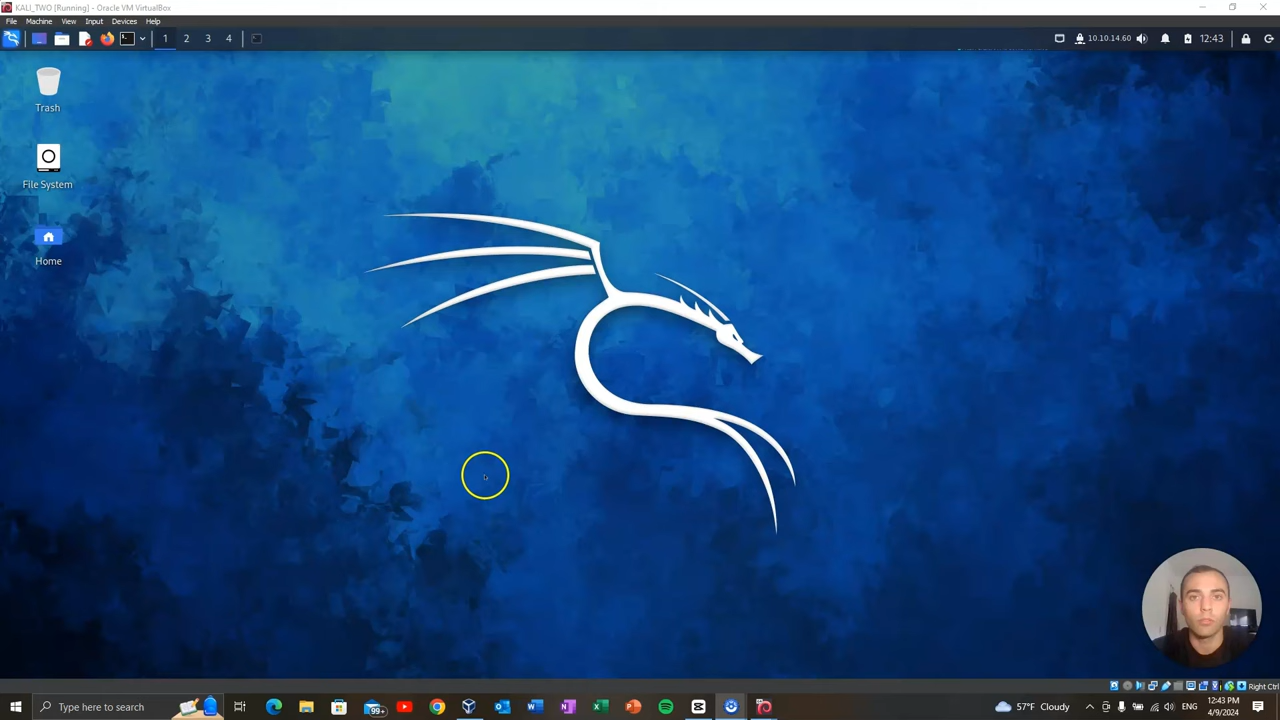 KALI_TWO [Running] - Oracle VM VirtualBox
File Machine View Input Devices Help
1 2 3 4
10.10.14.60
12:43
Trash
File System
Home
Right Ctrl
Type here to search
99+
57°F Cloudy
ENG
12:43 PM
4/9/2024